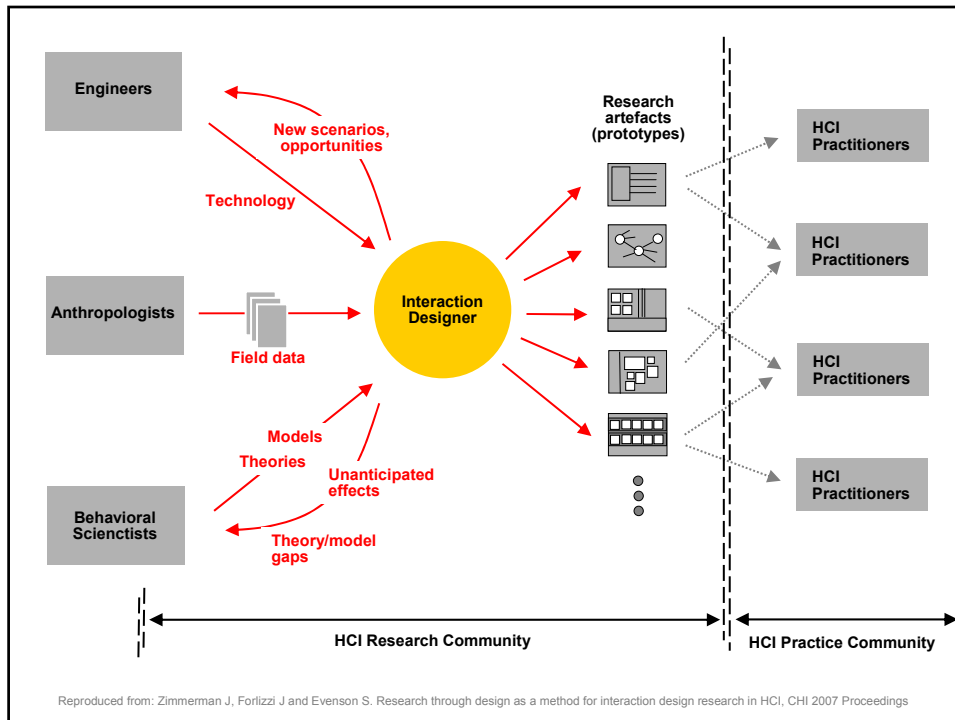 Engineers
New scenarios,
opportunities
Technology
Anthropologists
Field data
Interaction
Designer
Models
Theories
Unanticipated
effects
Behavioral
Scienctists
Theory/model
gaps
Research
artefacts
(prototypes)
HCI
Practitioners
HCI
Practitioners
HCI
Practitioners
HCI
Practitioners
HCI Research Community
HCI Practice Community
Reproduced from: Zimmerman J, Forlizzi J and Evenson S. Research through design as a method for interaction design research in HCI, CHI 2007 Proceedings